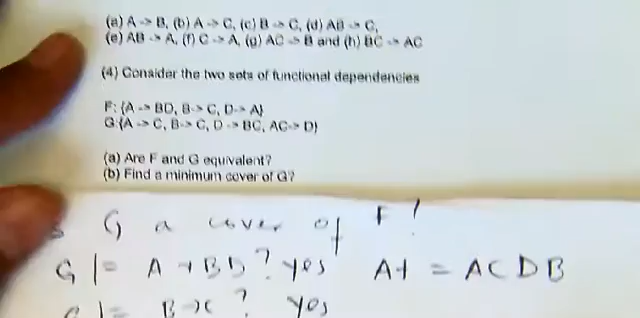 (a) A -> B, (b) A -> C, (c) B -> C, (d) AB -> C,
(e) AB -> A, (f) C -> A, (g) AC -> B and (h) BC -> AC
(4) Consider the two sets of functional dependencies
F: {A -> BD, B-> C, D-> A}
G:{A -> C, B-> C, D -> BC, AC-> D}
(a) Are F and G equivalent?
(b) Find a minimum cover of G?
G a cover of F?
G |= A → BD ? yes A+ = ACDB
G |= B→C ? yes